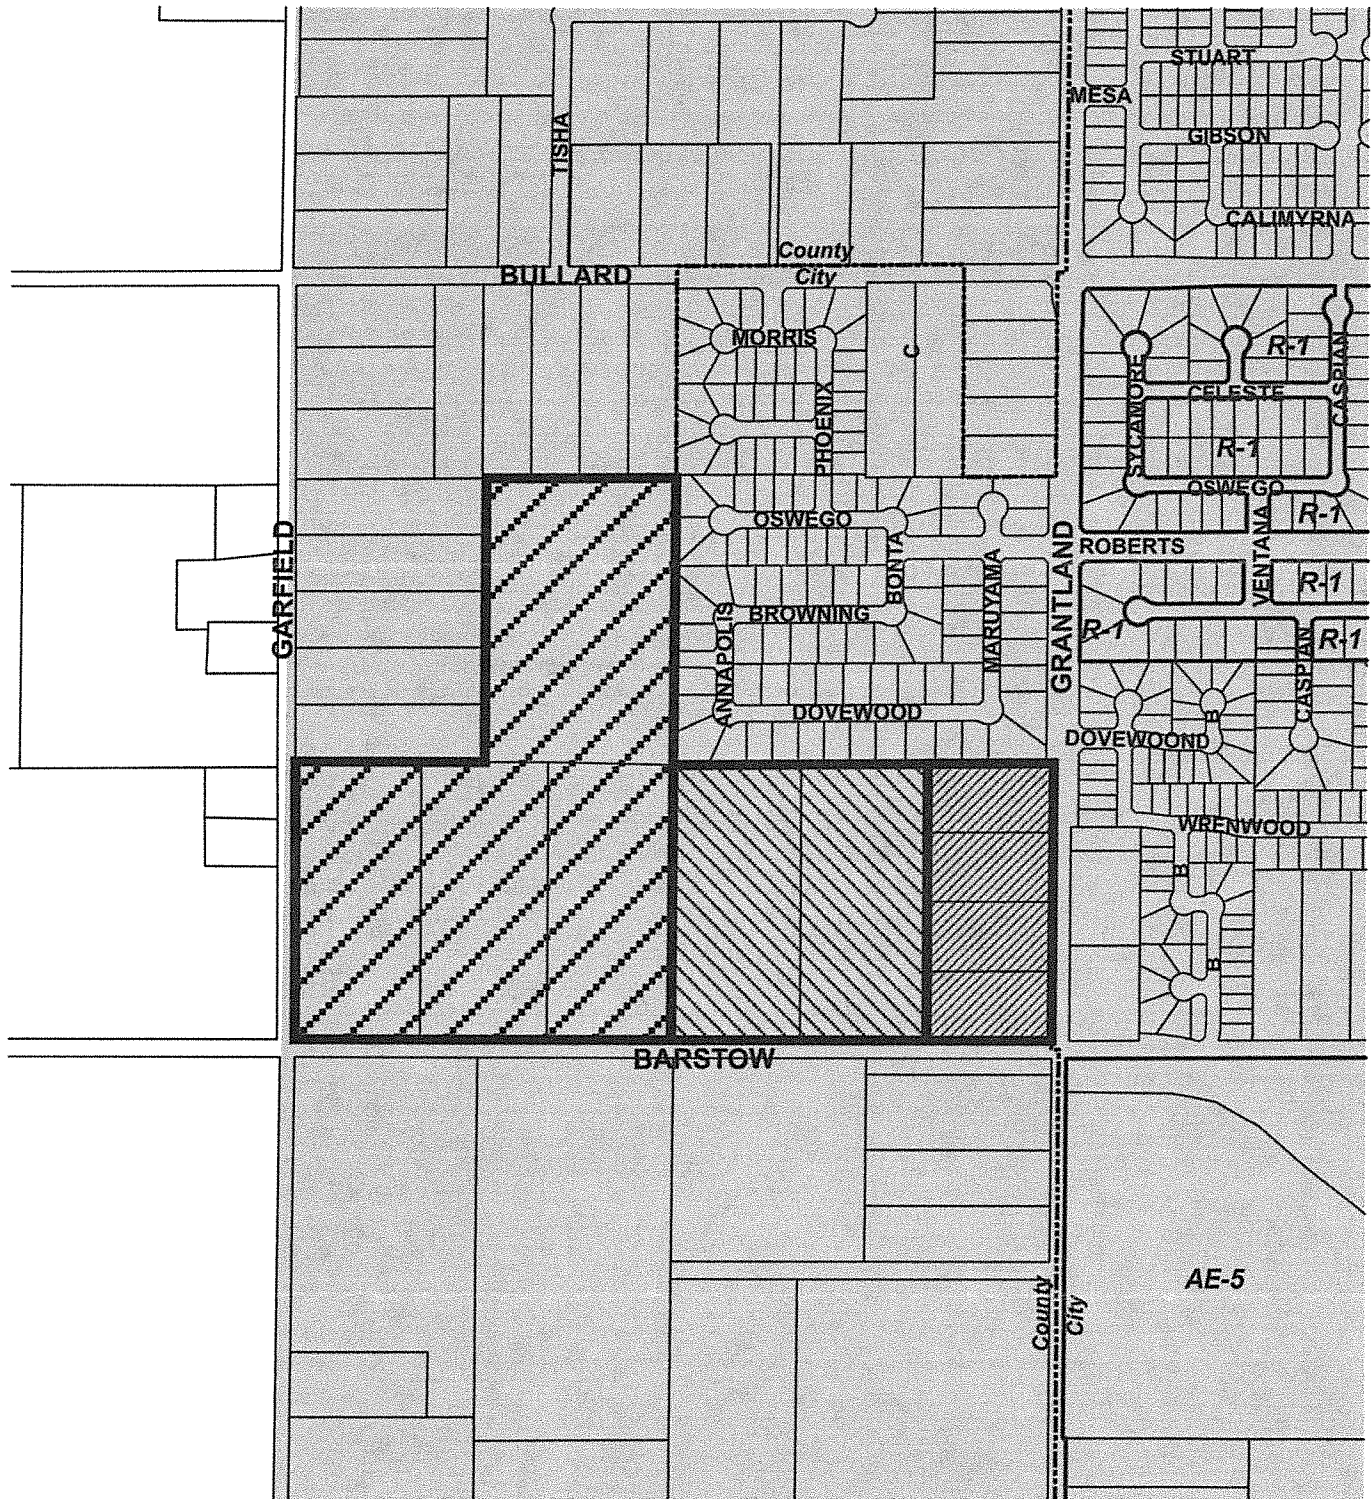 STUART
MESA
GIBSON
TISHA
CALIMYRNA
County
City
BULLARD
MORRIS
C
R-1
CASPIAN
SYCAMORE
CELESTE
PHOENIX
R-1
OSWEGO
R-1
OSWEGO
VENTANA
GARFIELD
BONTA
MARUYAMA
GRANTLAND
ROBERTS
R-1
BROWNING
ANNAPOLIS
R-1
R-1
CASPIAN
DOVEWOOD
B
DOVEWOOND
WRENWOOD
B
B
BARSTOW
AE-5
County
City